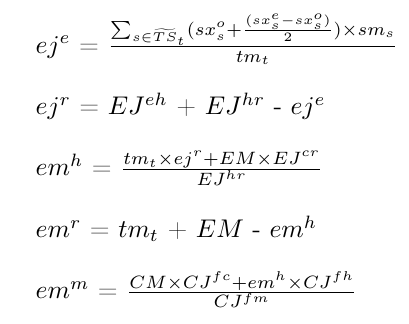 ej^e = \frac{\sum_{s \in \widetilde{TS}_t} (sx_s^o + \frac{(sx_s^e - sx_s^o)}{2}) \times sm_s}{tm_t}
ej^r = EJ^{eh} + EJ^{hr} - ej^e
em^h = \frac{tm_t \times ej^r + EM \times EJ^{cr}}{EJ^{hr}}
em^r = tm_t + EM - em^h
em^m = \frac{CM \times CJ^{fc} + em^h \times CJ^{fh}}{CJ^{fm}}